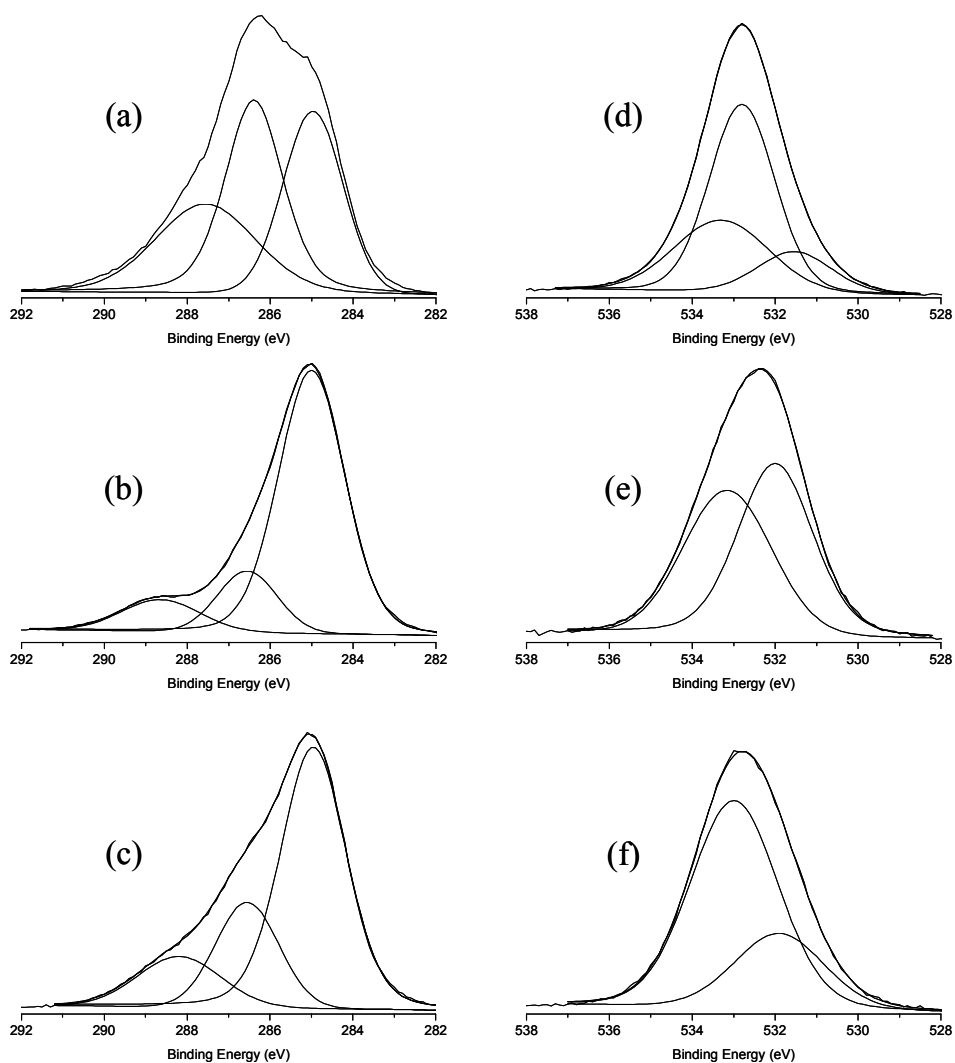 (a) (d)
292 290 288 286 284 282 538 536 534 532 530 528
Binding Energy (eV) Binding Energy (eV)
(b) (e)
292 290 288 286 284 282 538 536 534 532 530 528
Binding Energy (eV) Binding Energy (eV)
(c) (f)
292 290 288 286 284 282 538 536 534 532 530 528
Binding Energy (eV) Binding Energy (eV)